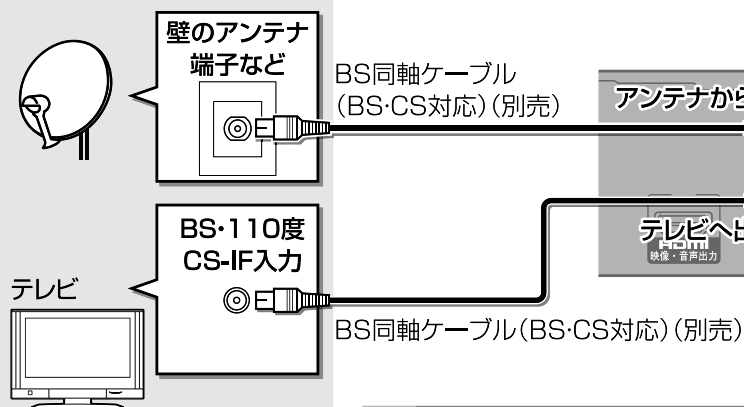 壁のアンテナ
端子など
BS同軸ケーブル
（BS・CS対応）（別売）
アンテナから
BS・110度
CS-IF入力
テレビへ出
HDMI
映像・音声出力
テレビ
BS同軸ケーブル（BS・CS対応）（別売）